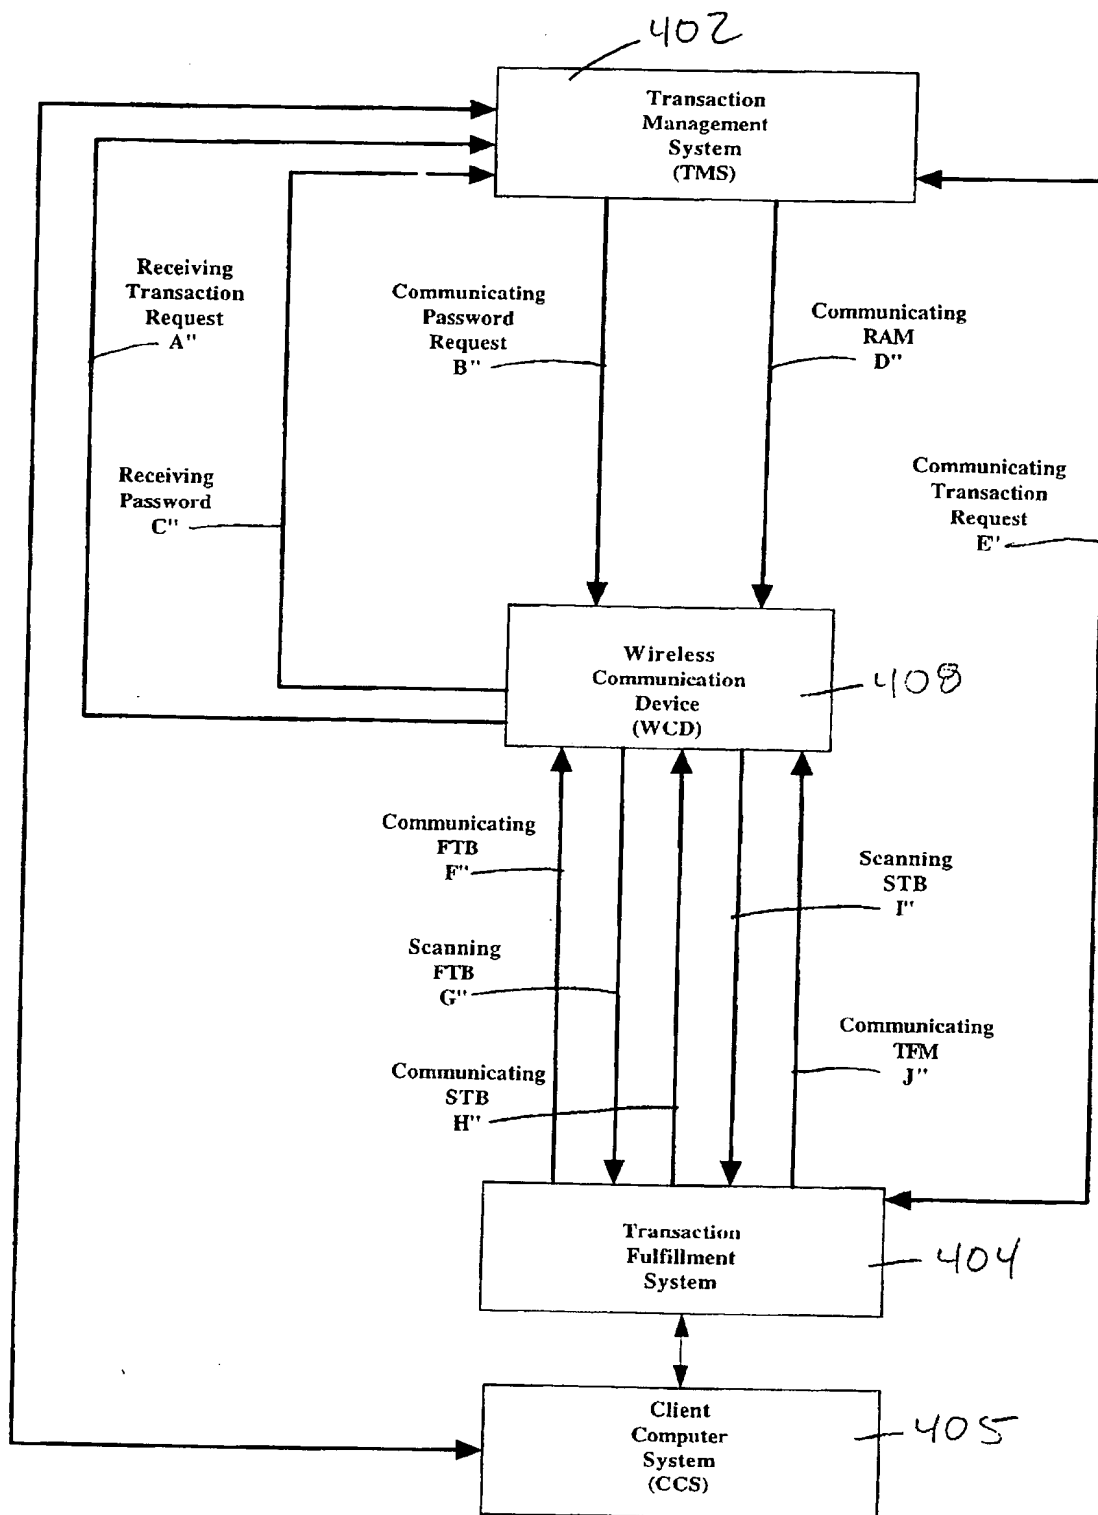 402
Transaction
Management
System
(TMS)
Receiving
Transaction
Request
A"
Communicating
Password
Request
B"
Communicating
RAM
D"
Receiving
Password
C"
Communicating
Transaction
Request
E"
Wireless
Communication
Device
(WCD)
408
Communicating
FTB
F"
Scanning
STB
I"
Scanning
FTB
G"
Communicating
TFM
J"
Communicating
STB
H"
Transaction
Fulfillment
System
404
Client
Computer
System
(CCS)
405